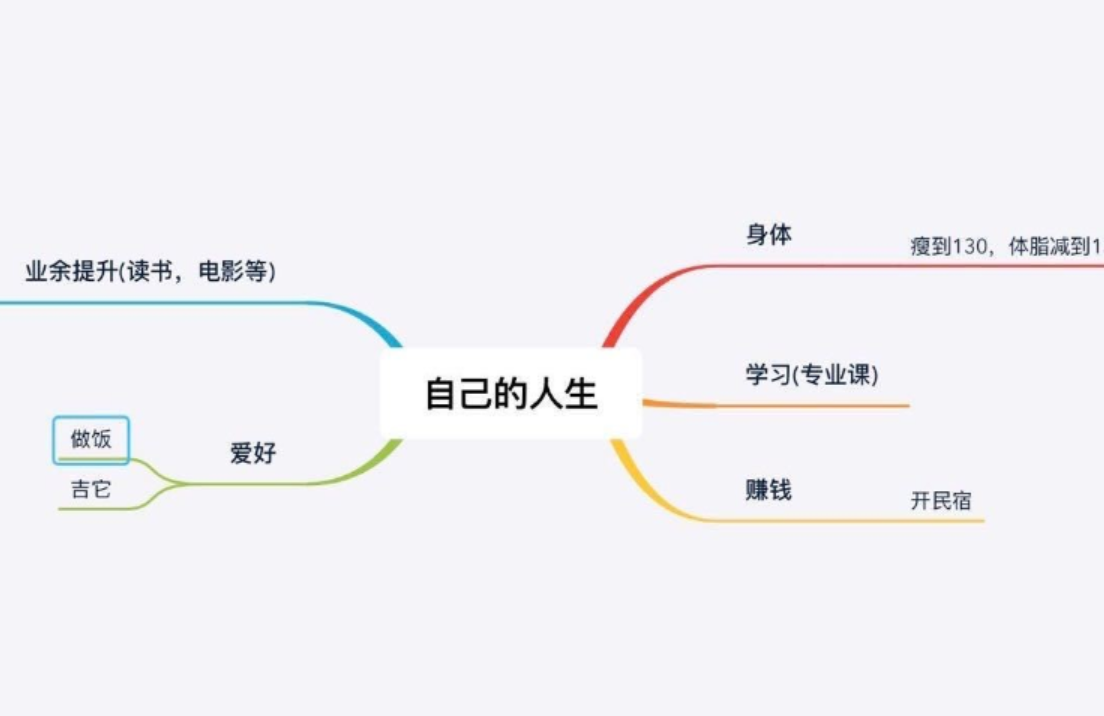 自己的人生
身体
瘦到130，体脂减到1
学习(专业课)
赚钱
开民宿
业余提升(读书，电影等)
爱好
做饭
吉它